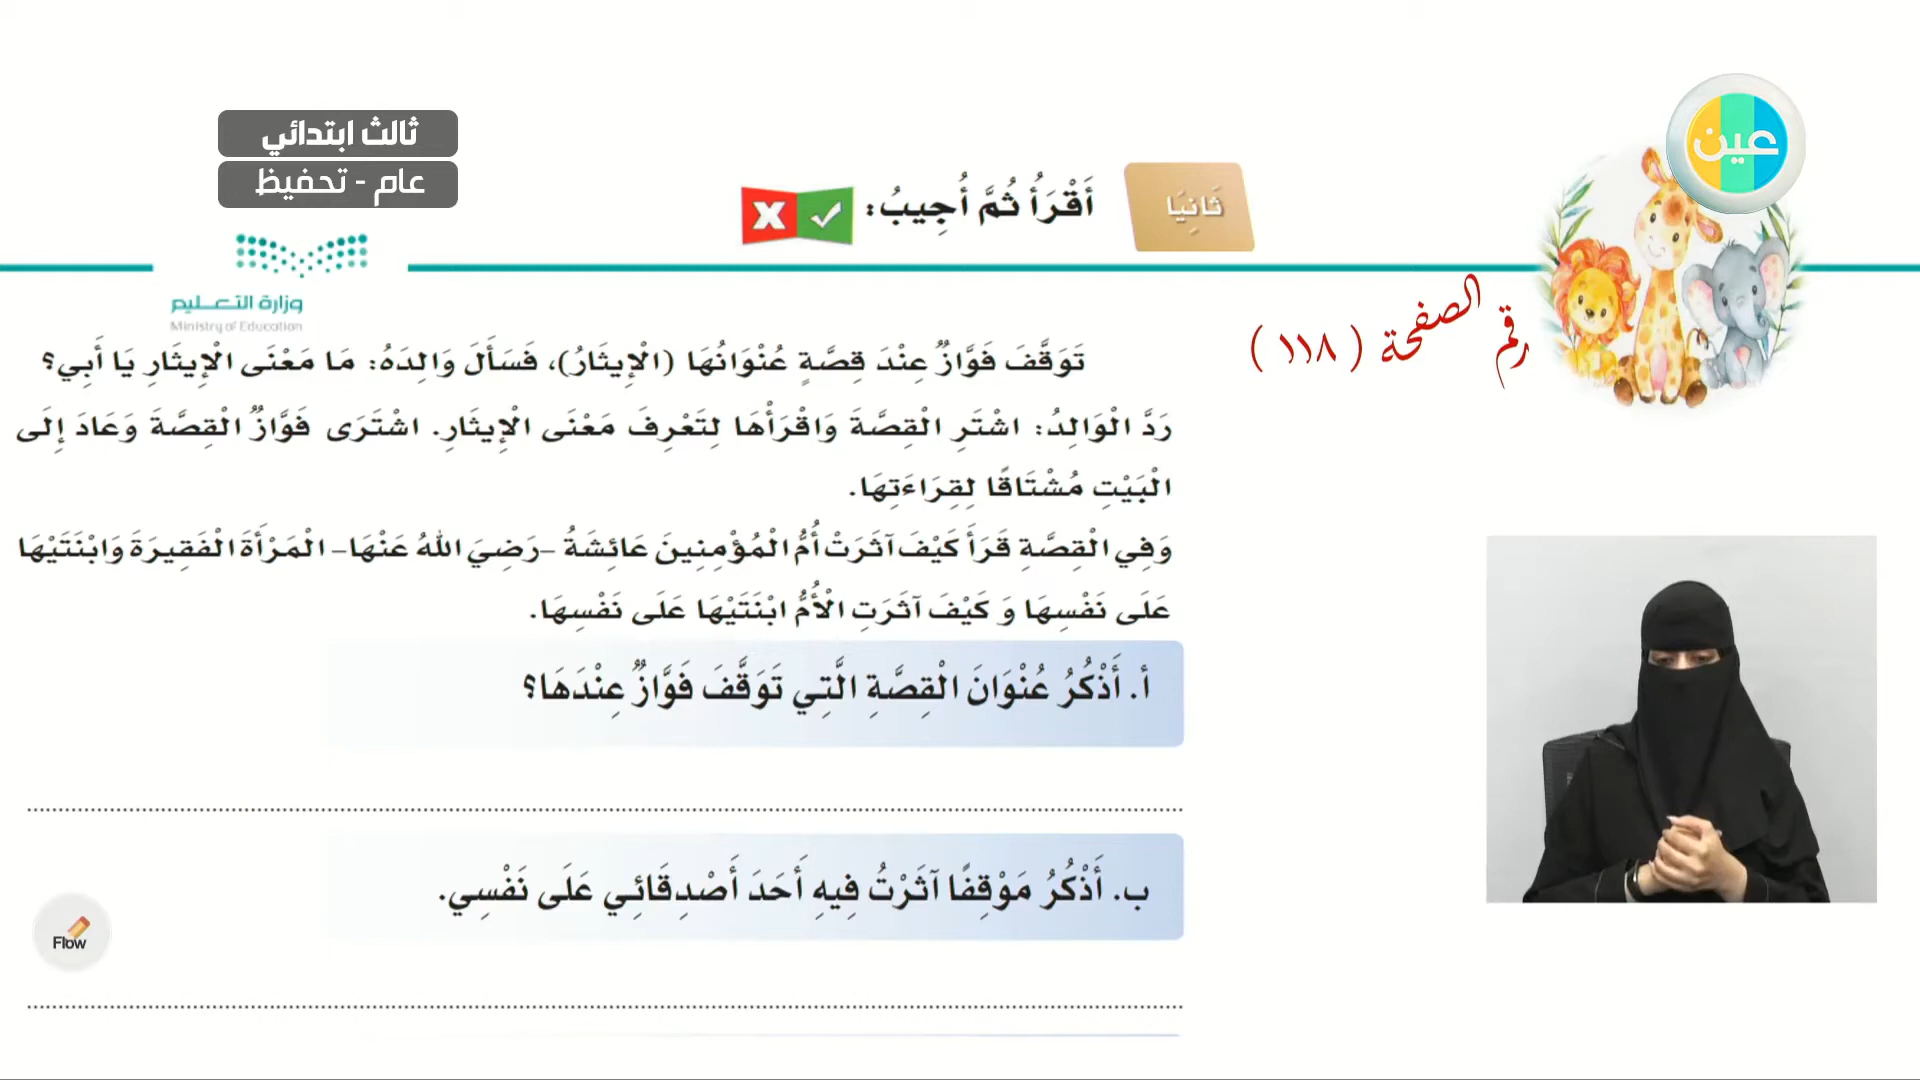 عين
ثالث ابتدائي
عام - تحفيظ
ثَانِيَا
أَقْرَأُ ثُمَّ أُجِيبُ:
وزارة التعليم
Ministry of Education
رقم الصفحة (١١٨)
تَوَقَّفَ فَوَّازٌ عِنْدَ قِصَّةٍ عُنْوَانُهَا (الْإِيثَارُ)، فَسَأَلَ وَالِدَهُ: مَا مَعْنَى الْإِيثَارِ يَا أَبِي؟
رَدَّ الْوَالِدُ: اشْتَرِ الْقِصَّةَ وَاقْرَأْهَا لِتَعْرِفَ مَعْنَى الْإِيثَارِ. اشْتَرَى فَوَّازٌ الْقِصَّةَ وَعَادَ إِلَى
الْبَيْتِ مُشْتَاقًا لِقِرَاءَتِهَا.
وَفِي الْقِصَّةِ قَرَأَ كَيْفَ آثَرَتْ أُمُّ الْمُؤْمِنِينَ عَائِشَةُ –رَضِيَ اللهُ عَنْهَا– الْمَرْأَةَ الْفَقِيرَةَ وَابْنَتَيْهَا
عَلَى نَفْسِهَا وَ كَيْفَ آثَرَتِ الْأُمُّ ابْنَتَيْهَا عَلَى نَفْسِهَا.
أ. أَذْكُرُ عُنْوَانَ الْقِصَّةِ الَّتِي تَوَقَّفَ فَوَّازٌ عِنْدَهَا؟
ب. أَذْكُرُ مَوْقِفًا آثَرْتُ فِيهِ أَحَدَ أَصْدِقَائِي عَلَى نَفْسِي.
Flow